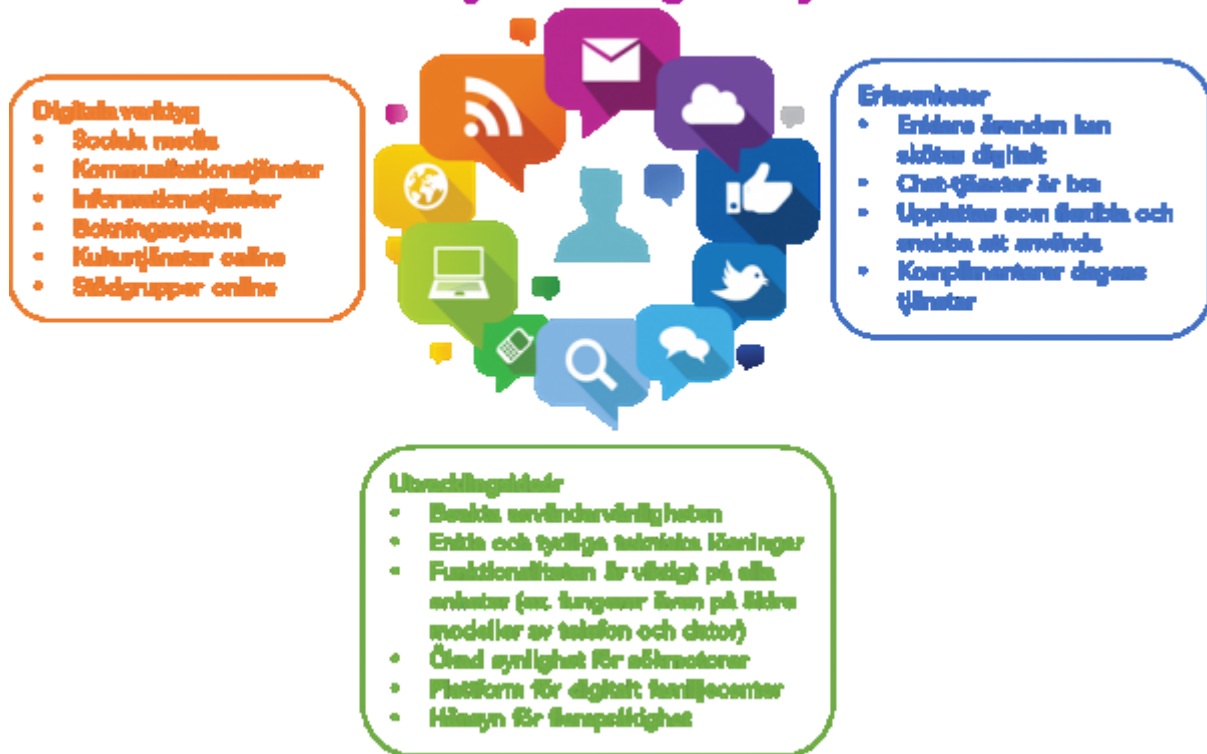 Digitala verktyg
• Sociala media
• Kommunikationstjänster
• Informationstjänster
• Bokningssystem
• Kulturtjänster online
• Stödgrupper online
Erfarenheter
• Enklare ärenden kan
skötas digitalt
• Chat-tjänster är bra
• Uppfattas som flexibla och
snabba att använda
• Komplimenterar dagens
tjänster
Utvecklingsidéer
• Beakta användarvänligheten
• Enkla och tydliga tekniska lösningar
• Funktionaliteten är viktigt på alla
enheter (ex. fungerar även på äldre
modeller av telefon och dator)
• Ökad synlighet för sökmotorer
• Plattform för digitalt familjecenter
• Hänsyn för flerspråkighet